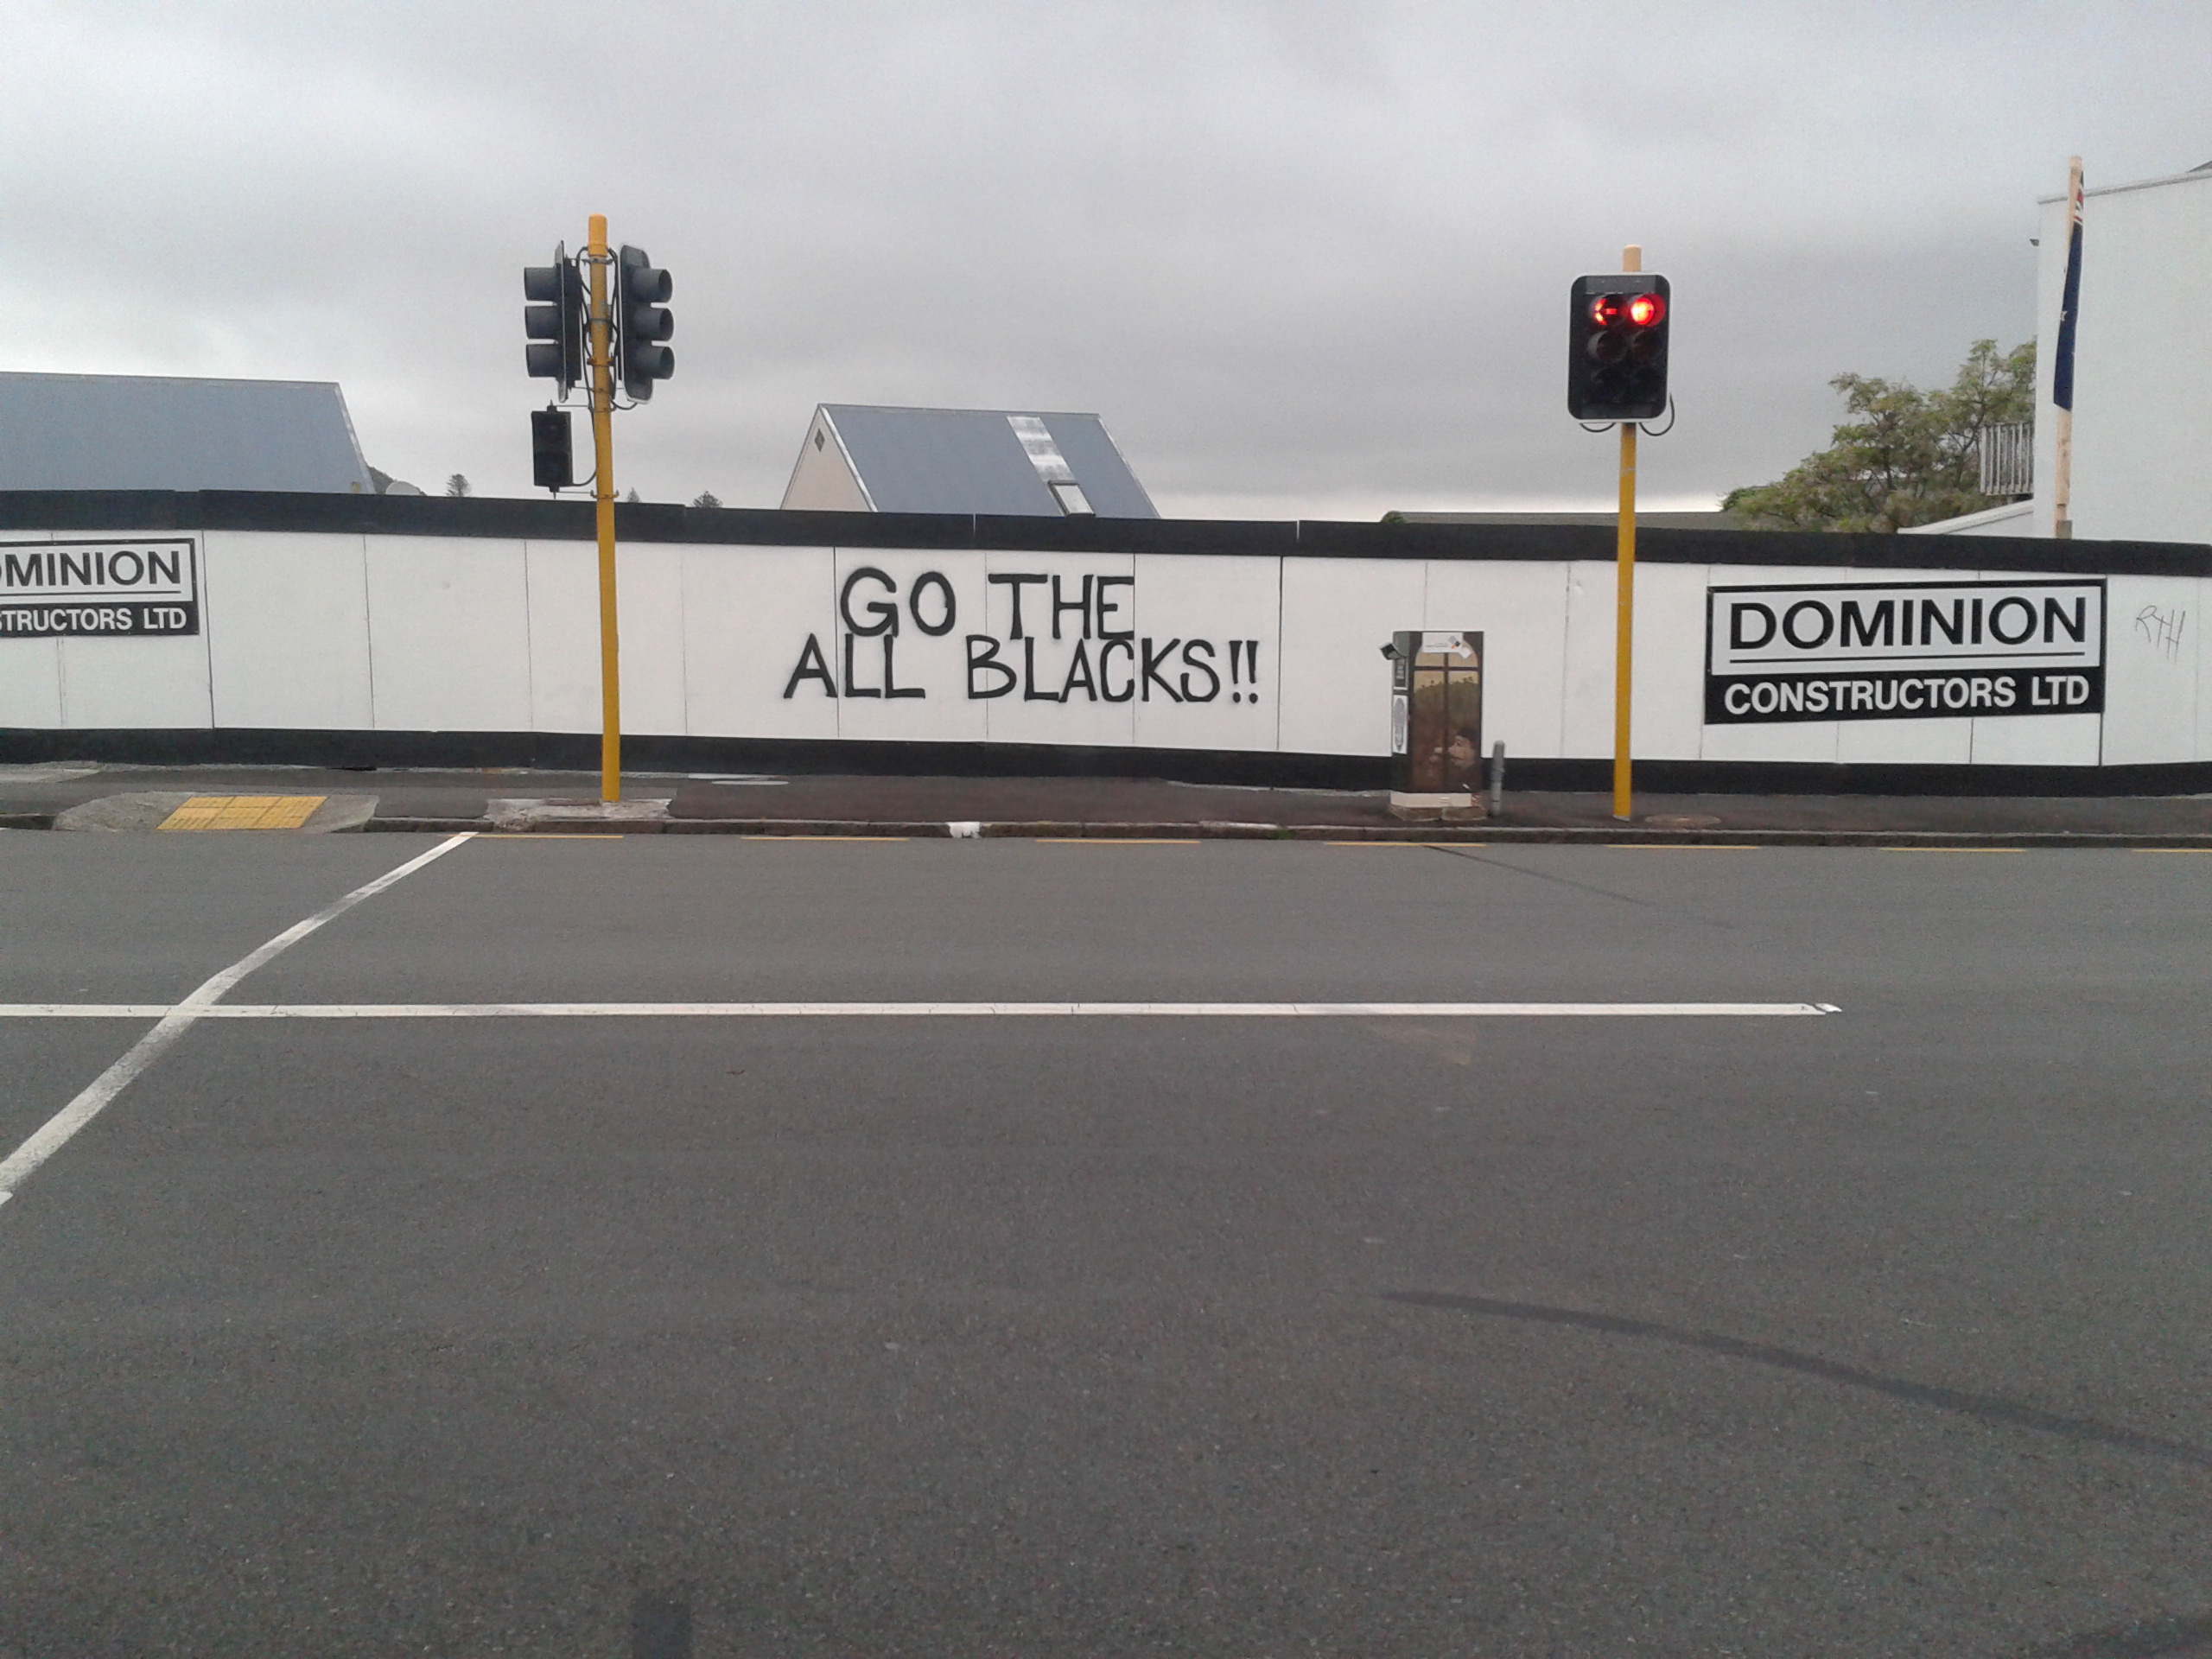 OMINION
STRUCTORS LTD
GO THE
ALL BLACKS!!
DOMINION
CONSTRUCTORS LTD